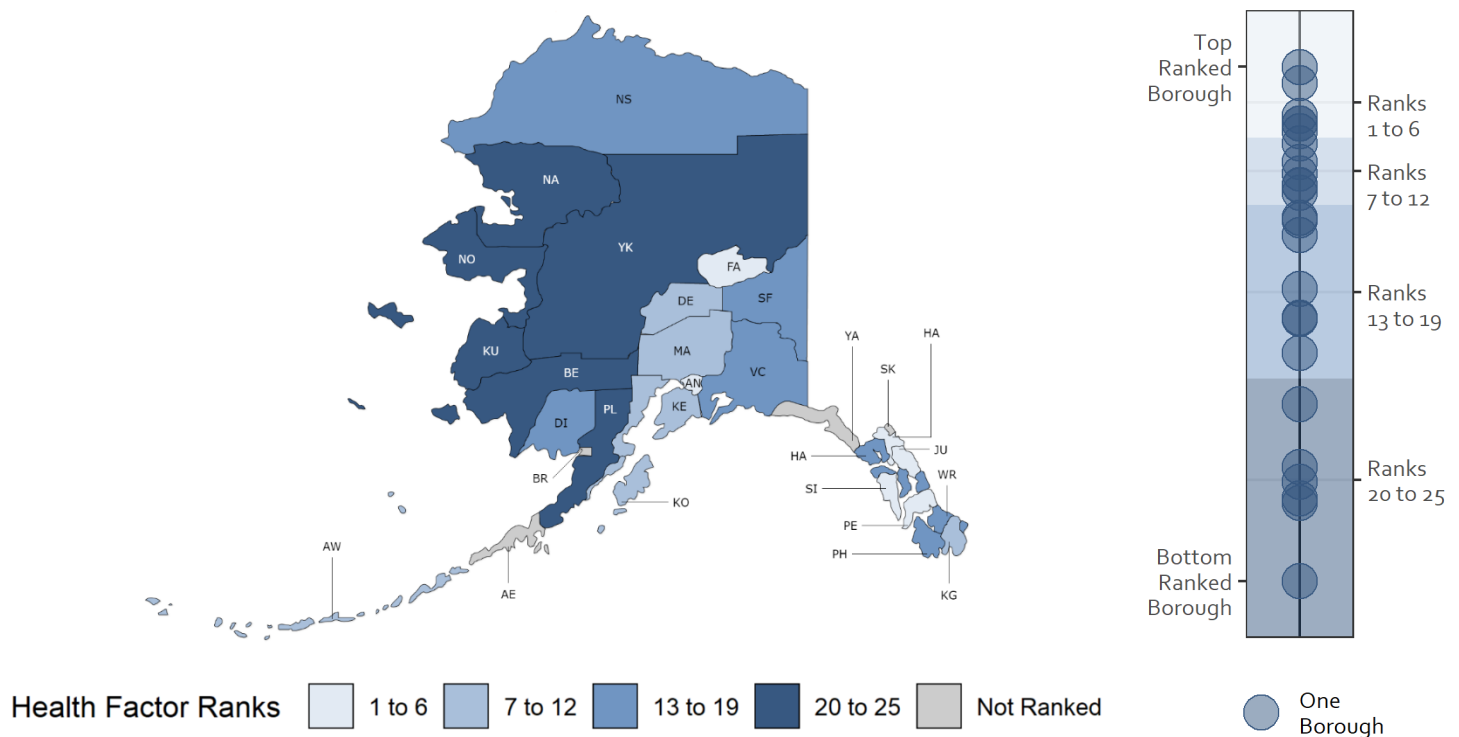 NS
NA
YK
NO
FA
DE
SF
KU
MA
BE
VC
AN
KE
PL
DI
BR
KO
AW
AE
YA
HA
SK
HA
JU
SI
WR
PE
PH
KG
Top
Ranked
Borough
Ranks
1 to 6
Ranks
7 to 12
Ranks
13 to 19
Ranks
20 to 25
Bottom
Ranked
Borough
Health Factor Ranks 1 to 6 7 to 12 13 to 19 20 to 25 Not Ranked
One
Borough